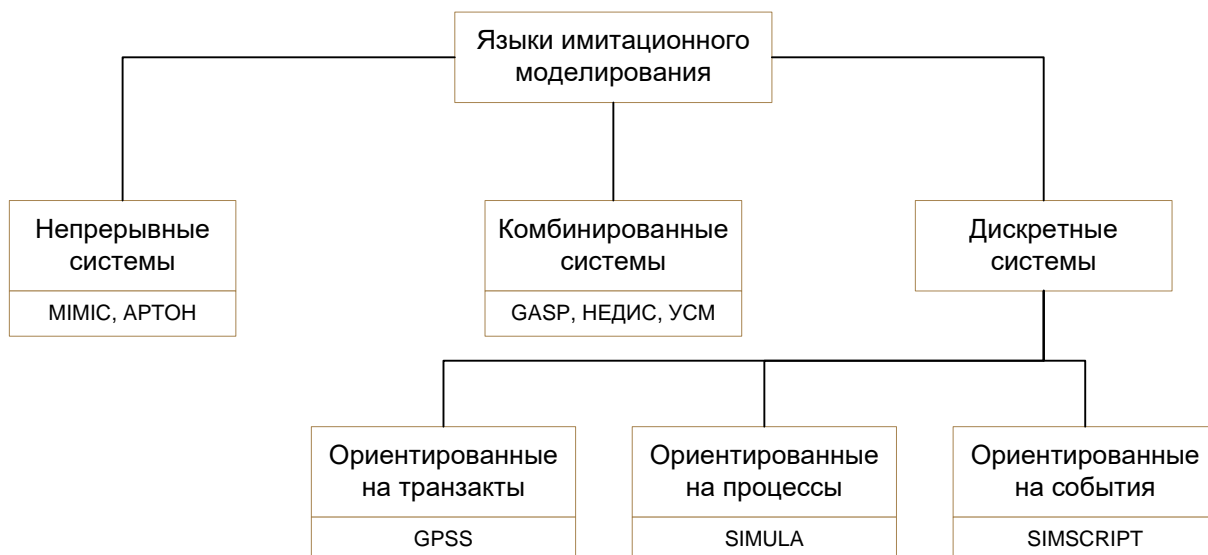 Языки имитационного
моделирования
Непрерывные
системы
MIMIC, АРТОН
Комбинированные
системы
GASP, НЕДИС, УСМ
Дискретные
системы
Ориентированные
на транзакты
GPSS
Ориентированные
на процессы
SIMULA
Ориентированные
на события
SIMSCRIPT